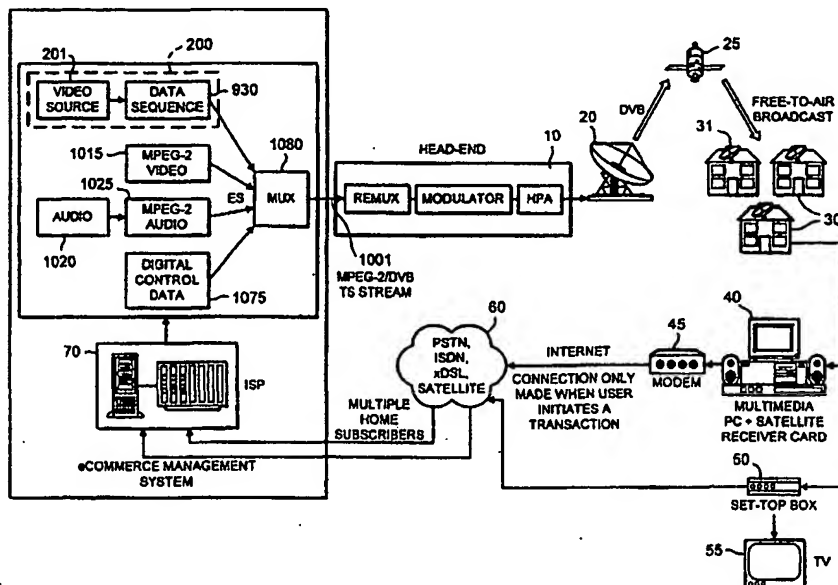 201
200
25
VIDEO
SOURCE
DATA
SEQUENCE
930
DVB
FREE-TO-AIR
BROADCAST
20
31
1015
MPEG-2
VIDEO
1080
HEAD-END
10
1025
ES
MUX
REMUX
MODULATOR
HPA
AUDIO
MPEG-2
AUDIO
30
1020
1001
MPEG-2/DVB
TS STREAM
DIGITAL
CONTROL
DATA
1075
60
40
45
70
PSTN,
ISDN,
xDSL,
SATELLITE
INTERNET
MODEM
ISP
CONNECTION ONLY
MADE WHEN USER
INITIATES A
TRANSACTION
MULTIMEDIA
PC + SATELLITE
RECEIVER CARD
MULTIPLE
HOME
SUBSCRIBERS
eCOMMERCE MANAGEMENT
SYSTEM
50
SET-TOP BOX
55
TV